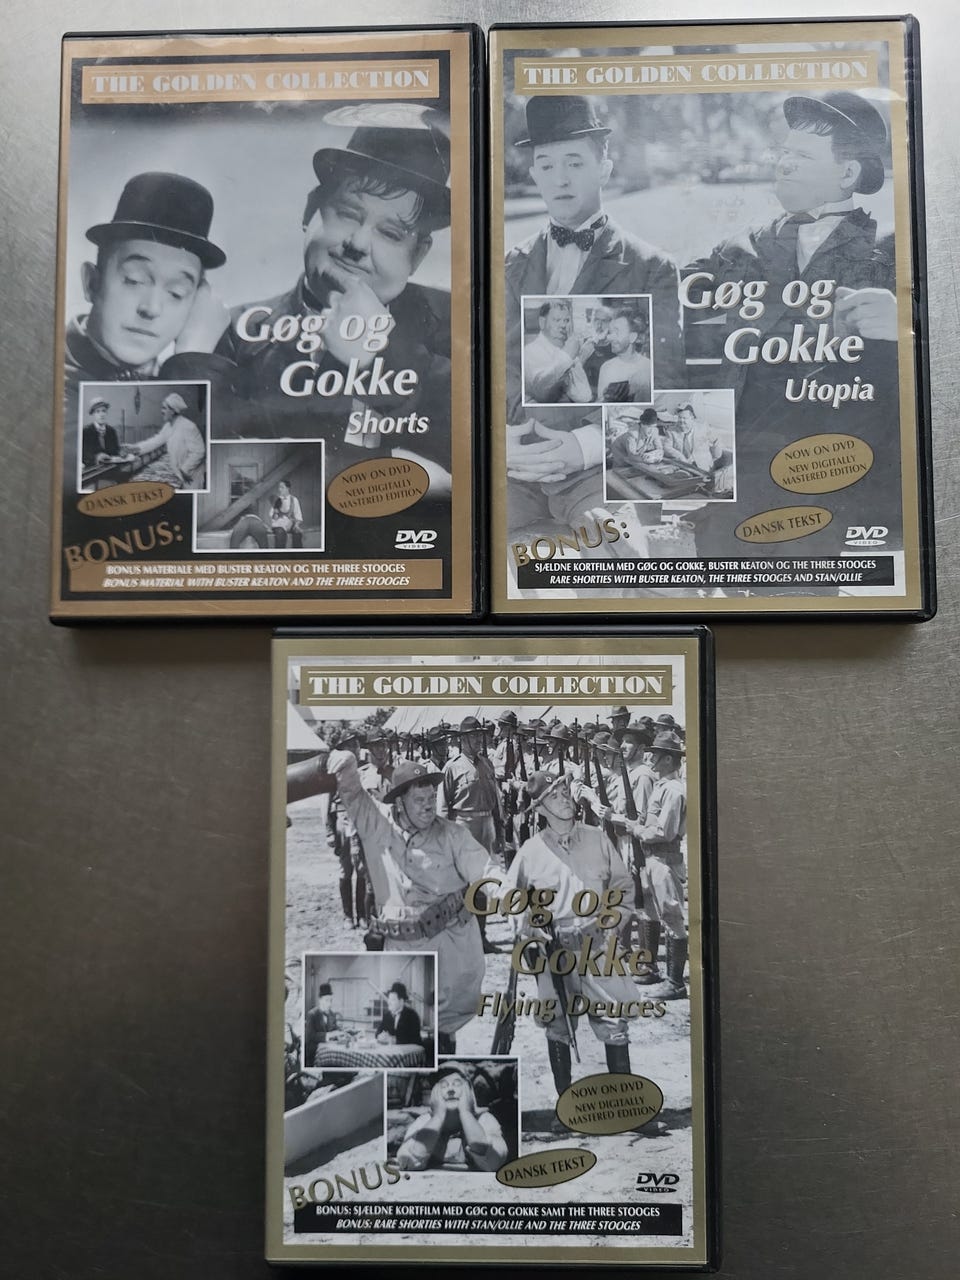 THE GOLDEN COLLECTION
Gøg og
Gokke
Shorts
DANSK TEKST
NOW ON DVD
NEW DIGITALLY
MASTERED EDITION
BONUS:
DVD
VIDEO
BONUS MATERIALE MED BUSTER KEATON OG THE THREE STOOGES
BONUS MATERIAL WITH BUSTER KEATON AND THE THREE STOOGES
THE GOLDEN COLLECTION
Gøg og
Gokke
Utopia
NOW ON DVD
NEW DIGITALLY
MASTERED EDITION
DANSK TEKST
BONUS:
DVD
VIDEO
SJÆLDNE KORTFILM MED GØG OG GOKKE, BUSTER KEATON OG THE THREE STOOGES
RARE SHORTIES WITH BUSTER KEATON, THE THREE STOOGES AND STAN/OLLIE
THE GOLDEN COLLECTION
Gøg og
Gokke
Flying Deuces
NOW ON DVD
NEW DIGITALLY
MASTERED EDITION
DANSK TEKST
BONUS:
DVD
VIDEO
BONUS: SJÆLDNE KORTFILM MED GØG OG GOKKE SAMT THE THREE STOOGES
BONUS: RARE SHORTIES WITH STAN/OLLIE AND THE THREE STOOGES